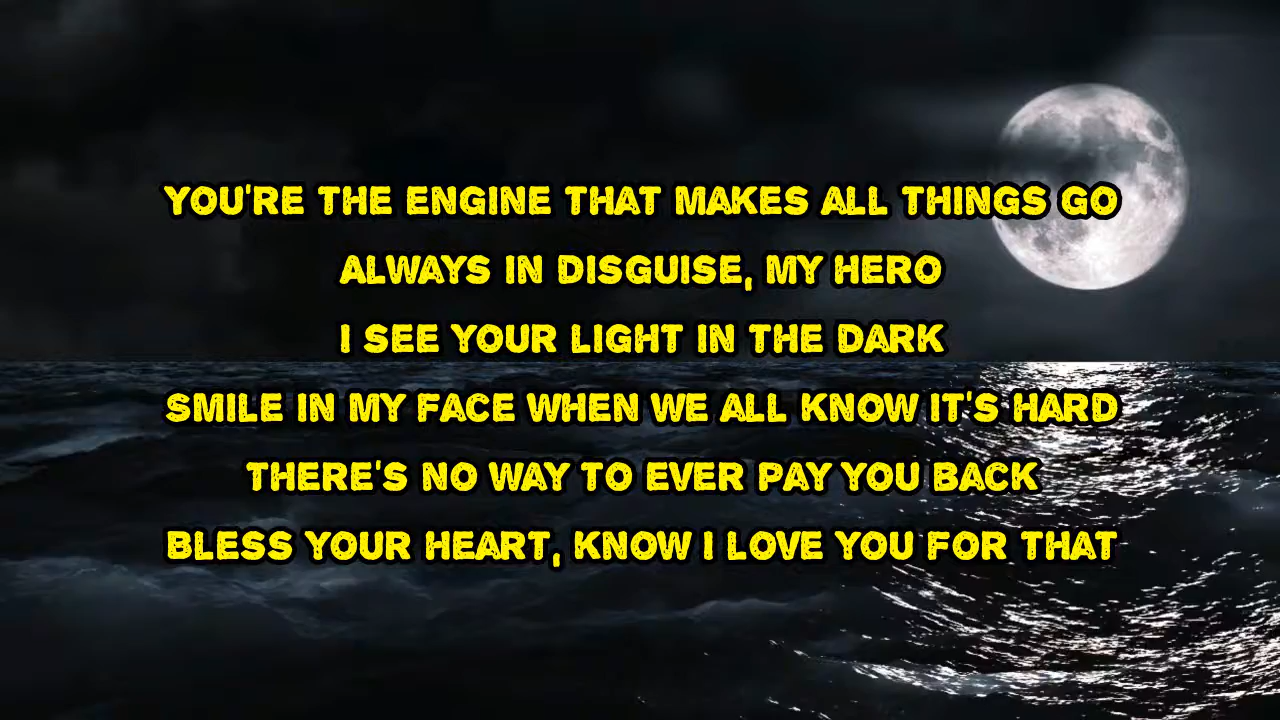 YOU'RE THE ENGINE THAT MAKES ALL THINGS GO
ALWAYS IN DISGUISE, MY HERO
I SEE YOUR LIGHT IN THE DARK
SMILE IN MY FACE WHEN WE ALL KNOW IT'S HARD
THERE'S NO WAY TO EVER PAY YOU BACK
BLESS YOUR HEART, KNOW I LOVE YOU FOR THAT